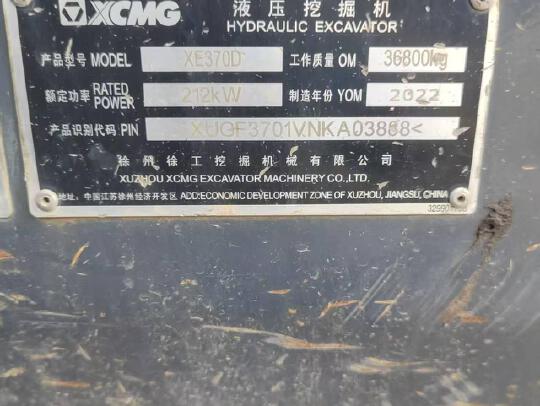 XCMG 液压挖掘机
HYDRAULIC EXCAVATOR
产品型号 MODEL XE370D 工作质量 OM 36800kg
额定功率 RATED POWER 212kW 制造年份 YOM 2022
产品识别代码 PIN
徐州徐工挖掘机械有限公司
XUZHOU XCMG EXCAVATOR MACHINERY CO.,LTD.
地址: 中国江苏徐州经济开发区 ADD:ECONOMIC DEVELOPMENT ZONE OF XUZHOU, JIANGSU, CHINA